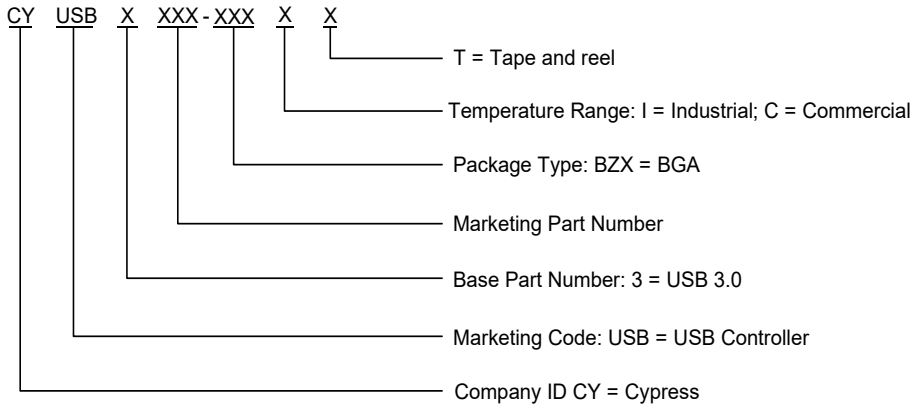 CY USB X XXX-XXX X X
T = Tape and reel
Temperature Range: I = Industrial; C = Commercial
Package Type: BZX = BGA
Marketing Part Number
Base Part Number: 3 = USB 3.0
Marketing Code: USB = USB Controller
Company ID CY = Cypress